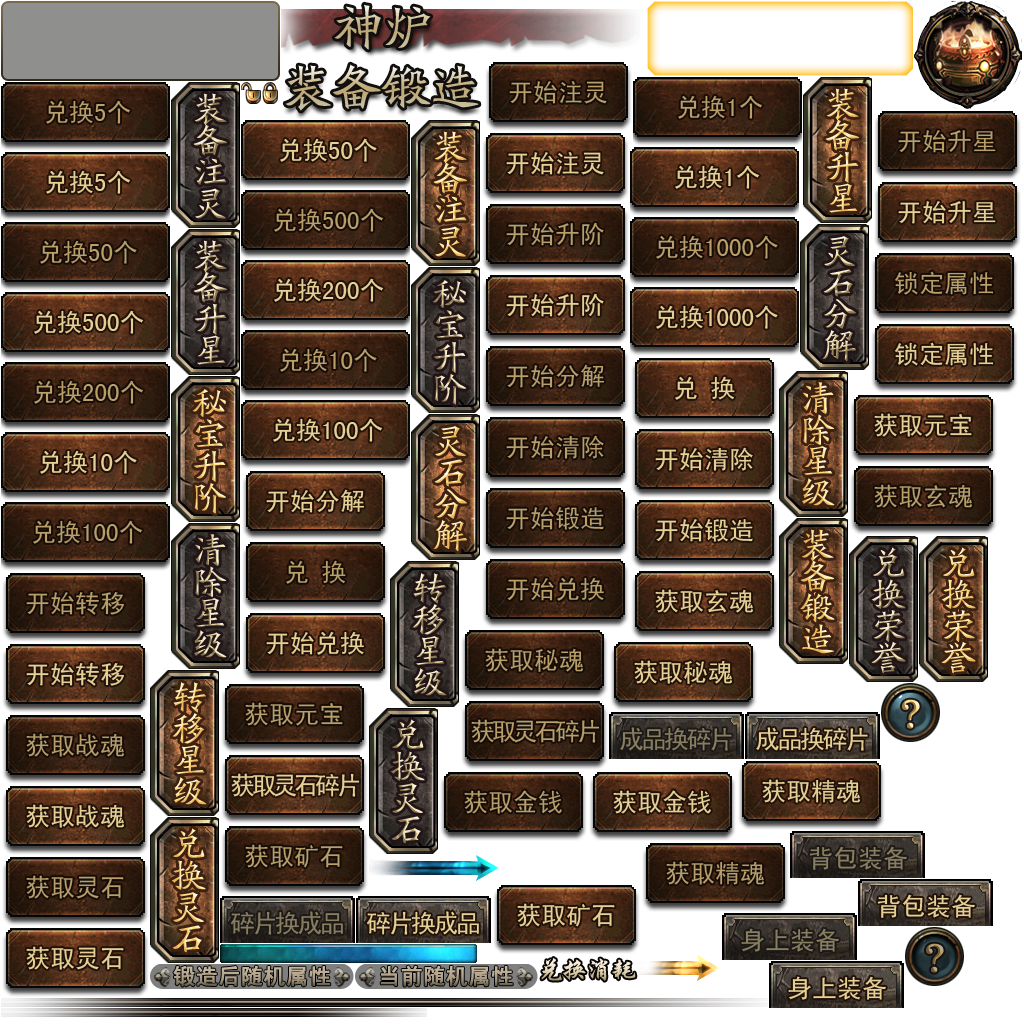 神炉
装备锻造
兑换5个
兑换5个
兑换50个
兑换500个
兑换200个
兑换10个
兑换100个
开始转移
开始转移
获取战魂
获取战魂
获取灵石
获取灵石
装备注灵
装备升星
秘宝升阶
清除星级
转移星级
兑换灵石
兑换50个
兑换500个
兑换200个
兑换10个
兑换100个
开始分解
兑 换
开始兑换
获取元宝
获取灵石碎片
获取矿石
碎片换成品
碎片换成品
锻造后随机属性
当前随机属性
兑换消耗
装备注灵
秘宝升阶
灵石分解
转移星级
兑换灵石
开始注灵
开始注灵
开始升阶
开始升阶
开始分解
开始清除
开始锻造
开始兑换
获取秘魂
获取灵石碎片
获取金钱
获取矿石
兑换1个
兑换1个
兑换1000个
兑换1000个
兑 换
开始清除
开始锻造
获取玄魂
获取秘魂
成品换碎片
成品换碎片
获取金钱
获取精魂
获取精魂
装备升星
灵石分解
清除星级
装备锻造
兑换荣誉
兑换荣誉
开始升星
开始升星
锁定属性
锁定属性
获取元宝
获取玄魂
?
背包装备
背包装备
身上装备
身上装备
?